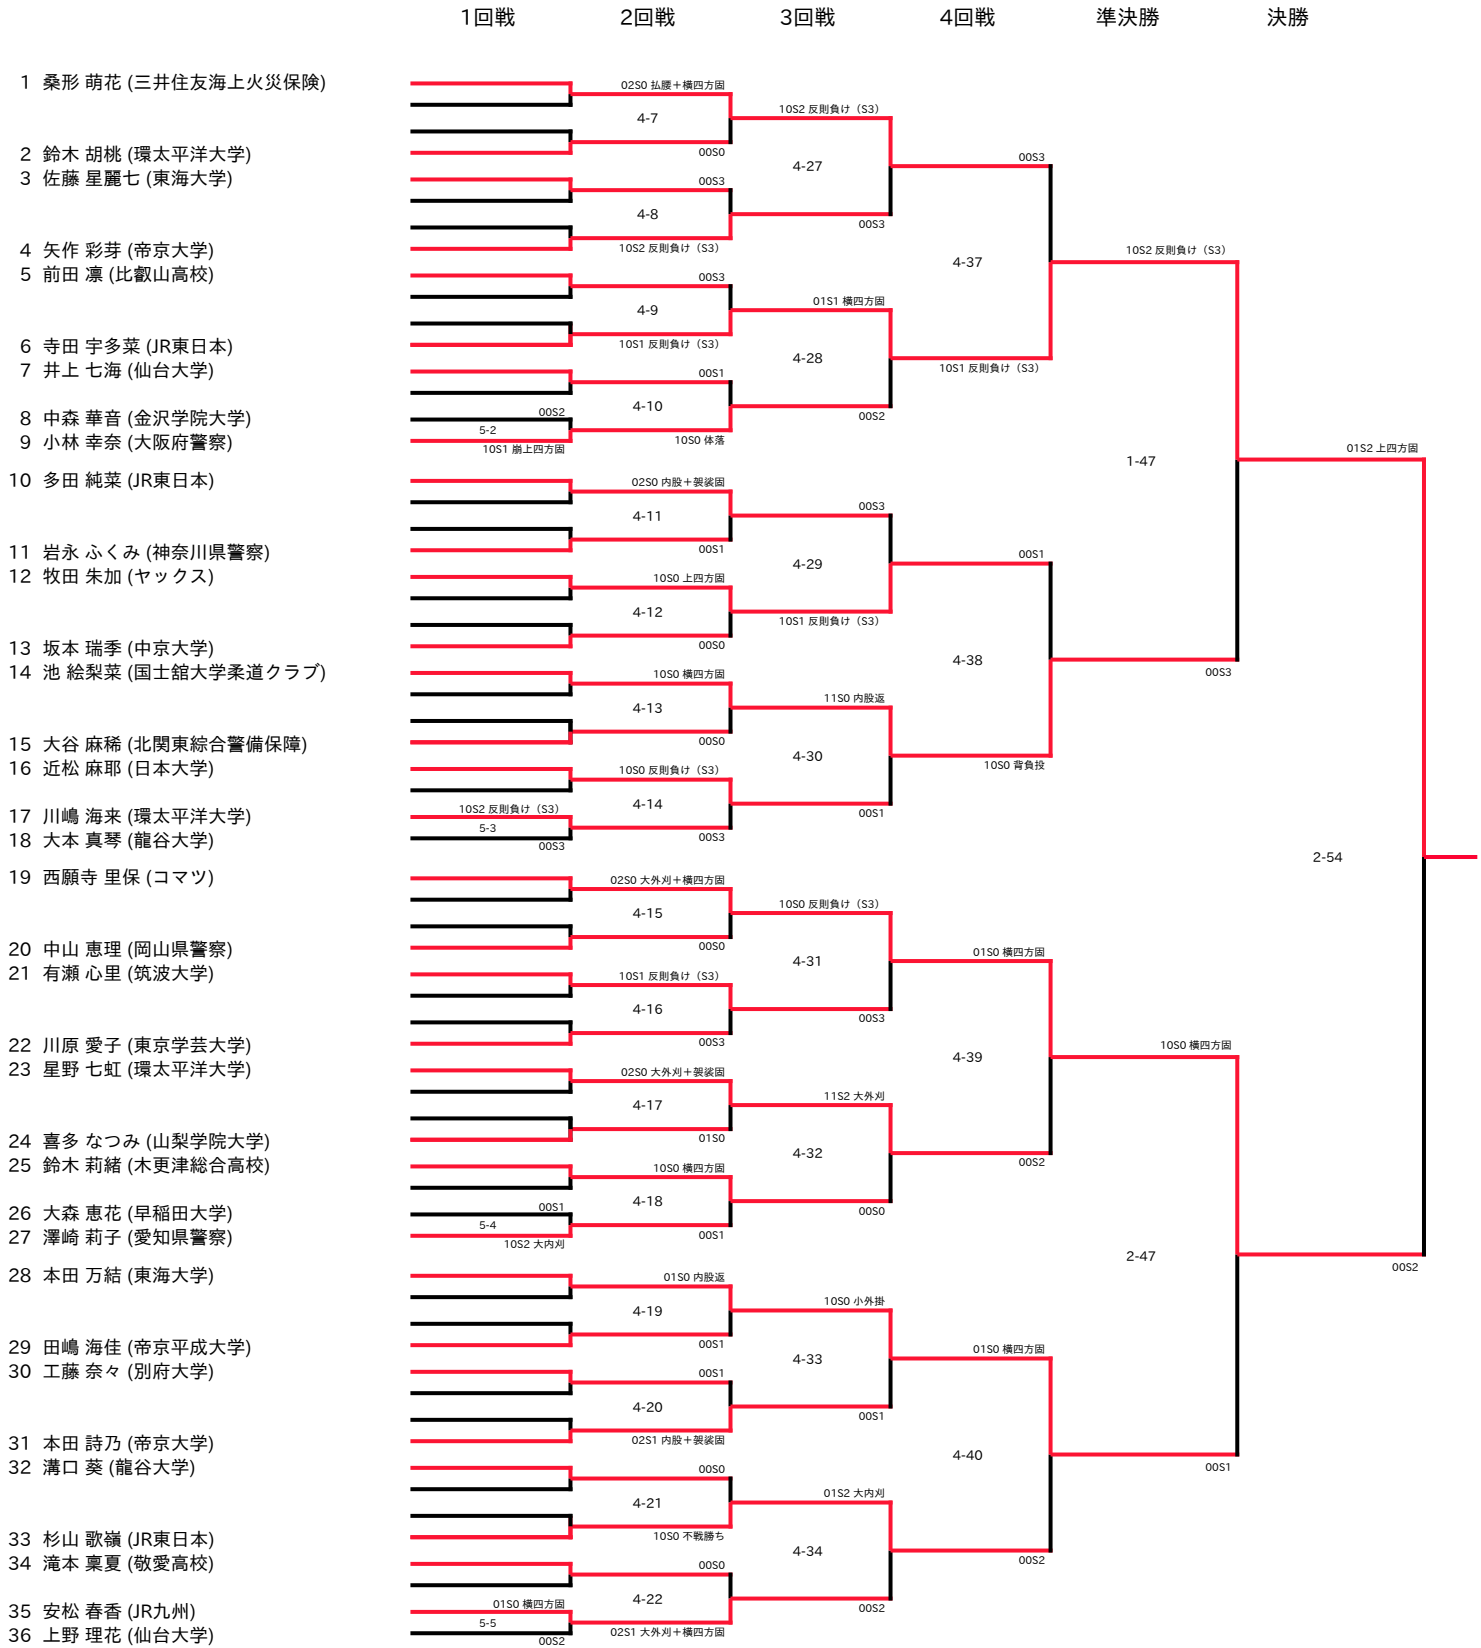 1回戦 2回戦 3回戦 4回戦 準決勝 決勝
1 桑形 萌花 (三井住友海上火災保険)
02S0 払腰＋横四方固
10S2 反則負け（S3）
4-7
2 鈴木 胡桃 (環太平洋大学)
00S0
00S3
4-27
3 佐藤 星麗七 (東海大学)
00S3
4-8
00S3
4 矢作 彩芽 (帝京大学)
10S2 反則負け（S3）
10S2 反則負け（S3）
4-37
5 前田 凛 (比叡山高校)
00S3
01S1 横四方固
4-9
6 寺田 宇多菜 (JR東日本)
10S1 反則負け（S3）
4-28
7 井上 七海 (仙台大学)
00S1
10S1 反則負け（S3）
4-10
8 中森 華音 (金沢学院大学)
00S2
00S2
5-2
9 小林 幸奈 (大阪府警察)
10S1 崩上四方固
10S0 体落
01S2 上四方固
1-47
10 多田 純菜 (JR東日本)
02S0 内股＋袈裟固
00S3
4-11
11 岩永 ふくみ (神奈川県警察)
00S1
00S1
4-29
12 牧田 朱加 (ヤックス)
10S0 上四方固
4-12
10S1 反則負け（S3）
13 坂本 瑞季 (中京大学)
00S0
4-38
14 池 絵梨菜 (国士舘大学柔道クラブ)
10S0 横四方固
00S3
11S0 内股返
4-13
15 大谷 麻稀 (北関東綜合警備保障)
00S0
4-30
16 近松 麻耶 (日本大学)
10S0 反則負け（S3）
10S0 背負投
4-14
17 川嶋 海来 (環太平洋大学)
10S2 反則負け（S3）
00S1
5-3
18 大本 真琴 (龍谷大学)
00S3
00S3
2-54
19 西願寺 里保 (コマツ)
02S0 大外刈＋横四方固
10S0 反則負け（S3）
4-15
20 中山 恵理 (岡山県警察)
00S0
01S0 横四方固
4-31
21 有瀬 心里 (筑波大学)
10S1 反則負け（S3）
4-16
00S3
22 川原 愛子 (東京学芸大学)
00S3
10S0 横四方固
4-39
23 星野 七虹 (環太平洋大学)
02S0 大外刈＋袈裟固
11S2 大外刈
4-17
24 喜多 なつみ (山梨学院大学)
01S0
4-32
25 鈴木 莉緒 (木更津総合高校)
10S0 横四方固
00S2
4-18
26 大森 恵花 (早稲田大学)
00S1
00S0
5-4
27 澤崎 莉子 (愛知県警察)
10S2 大内刈
00S1
2-47
00S2
28 本田 万結 (東海大学)
01S0 内股返
10S0 小外掛
4-19
29 田嶋 海佳 (帝京平成大学)
00S1
01S0 横四方固
4-33
30 工藤 奈々 (別府大学)
00S1
4-20
00S1
31 本田 詩乃 (帝京大学)
02S1 内股＋袈裟固
4-40
32 溝口 葵 (龍谷大学)
00S0
00S1
01S2 大内刈
4-21
33 杉山 歌嶺 (JR東日本)
10S0 不戦勝ち
4-34
34 滝本 稟夏 (敬愛高校)
00S0
00S2
4-22
35 安松 春香 (JR九州)
01S0 横四方固
00S2
5-5
36 上野 理花 (仙台大学)
00S2
02S1 大外刈＋横四方固